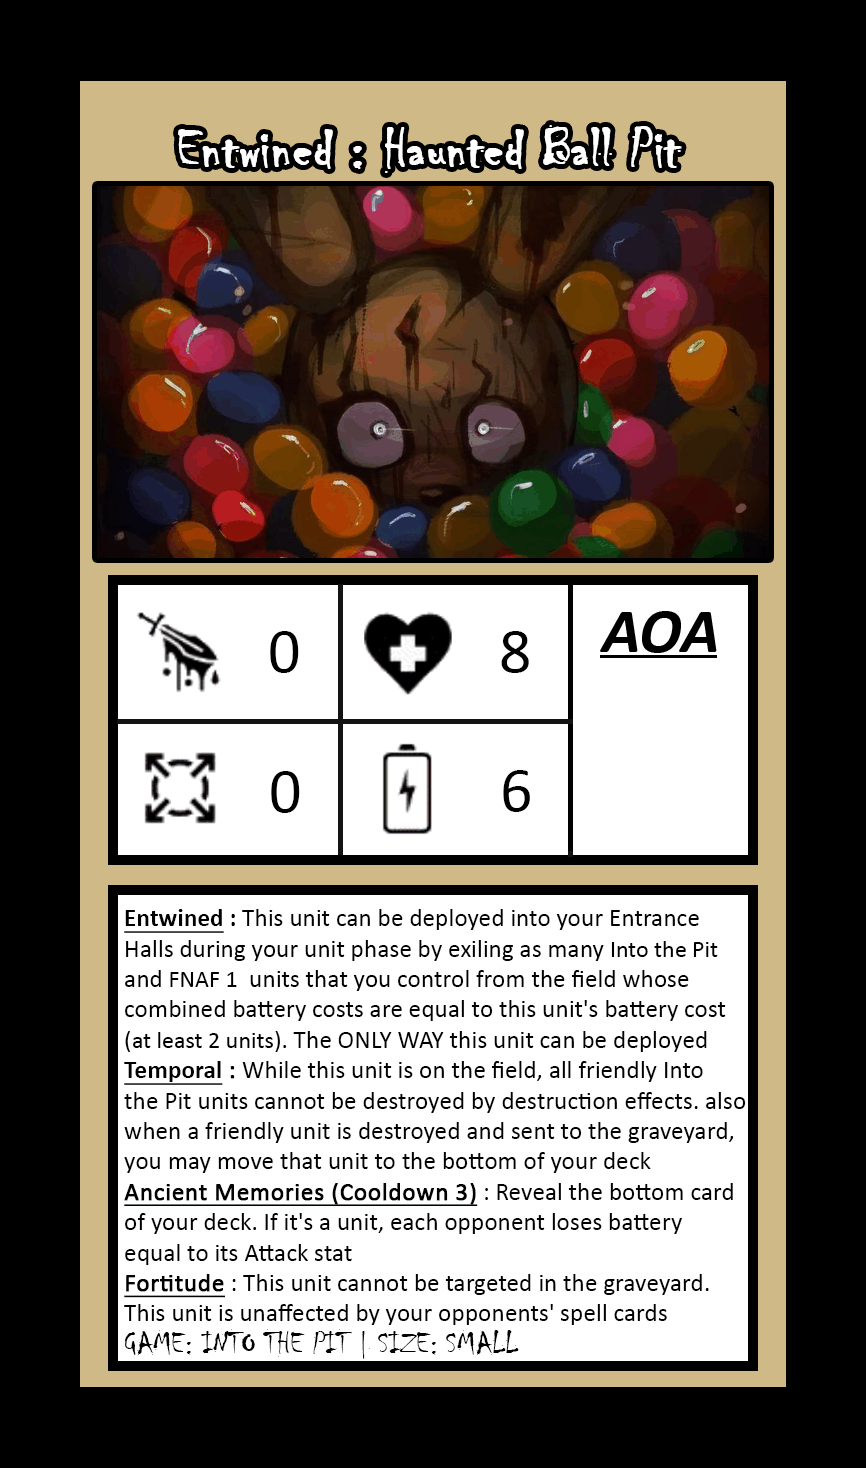 Entwined : Haunted Ball Pit
0
8
AOA
0
6
Entwined : This unit can be deployed into your Entrance
Halls during your unit phase by exiling as many Into the Pit
and FNAF 1 units that you control from the field whose
combined battery costs are equal to this unit's battery cost
(at least 2 units). The ONLY WAY this unit can be deployed
Temporal : While this unit is on the field, all friendly Into
the Pit units cannot be destroyed by destruction effects. also
when a friendly unit is destroyed and sent to the graveyard,
you may move that unit to the bottom of your deck
Ancient Memories (Cooldown 3) : Reveal the bottom card
of your deck. If it's a unit, each opponent loses battery
equal to its Attack stat
Fortitude : This unit cannot be targeted in the graveyard.
This unit is unaffected by your opponents' spell cards
GAME: INTO THE PIT | SIZE: SMALL